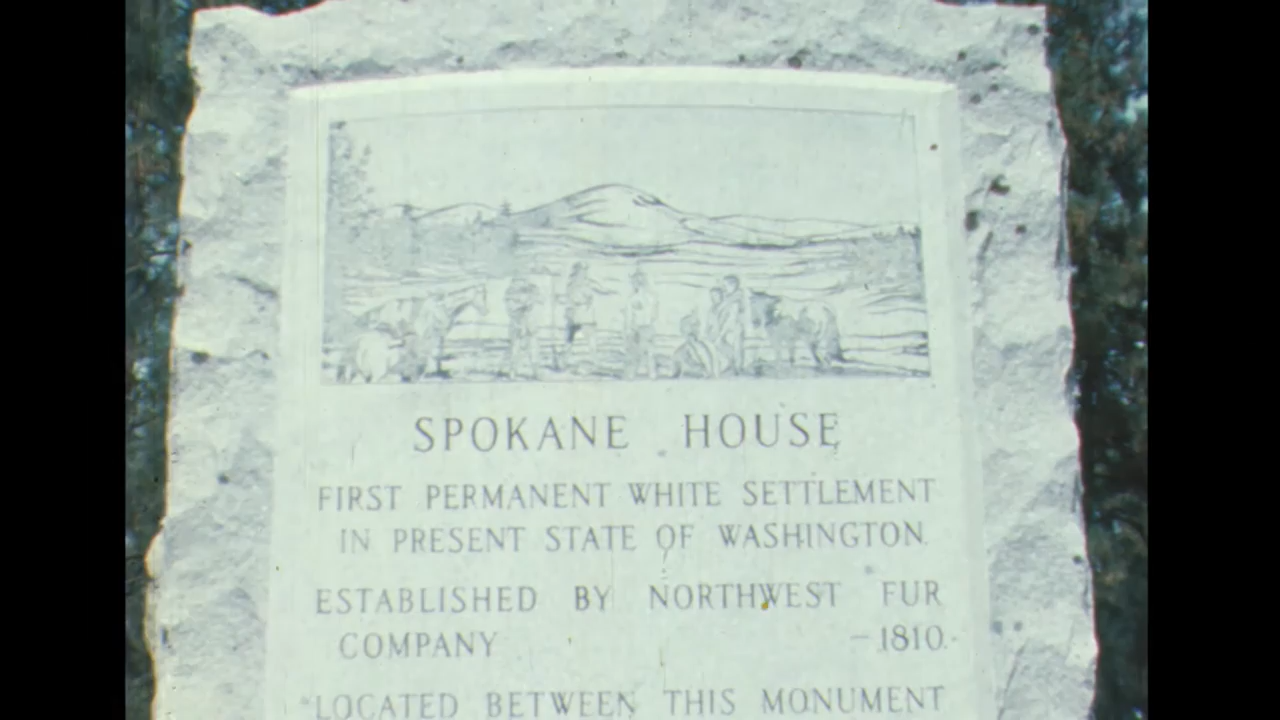 SPOKANE HOUSE
FIRST PERMANENT WHITE SETTLEMENT
IN PRESENT STATE OF WASHINGTON.
ESTABLISHED BY NORTHWEST FUR
COMPANY – 1810.
LOCATED BETWEEN THIS MONUMENT